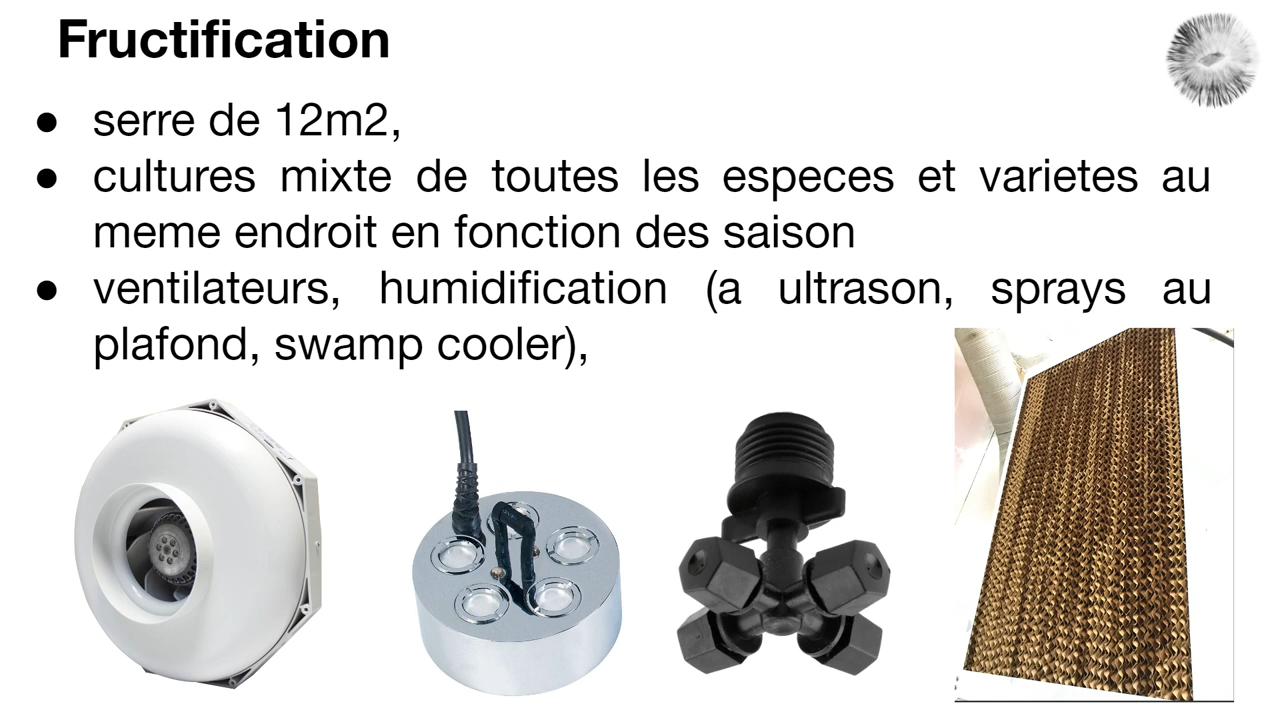 Fructification
● serre de 12m2,
● cultures mixte de toutes les especes et varietes au
meme endroit en fonction des saison
● ventilateurs, humidification (a ultrason, sprays au
plafond, swamp cooler),